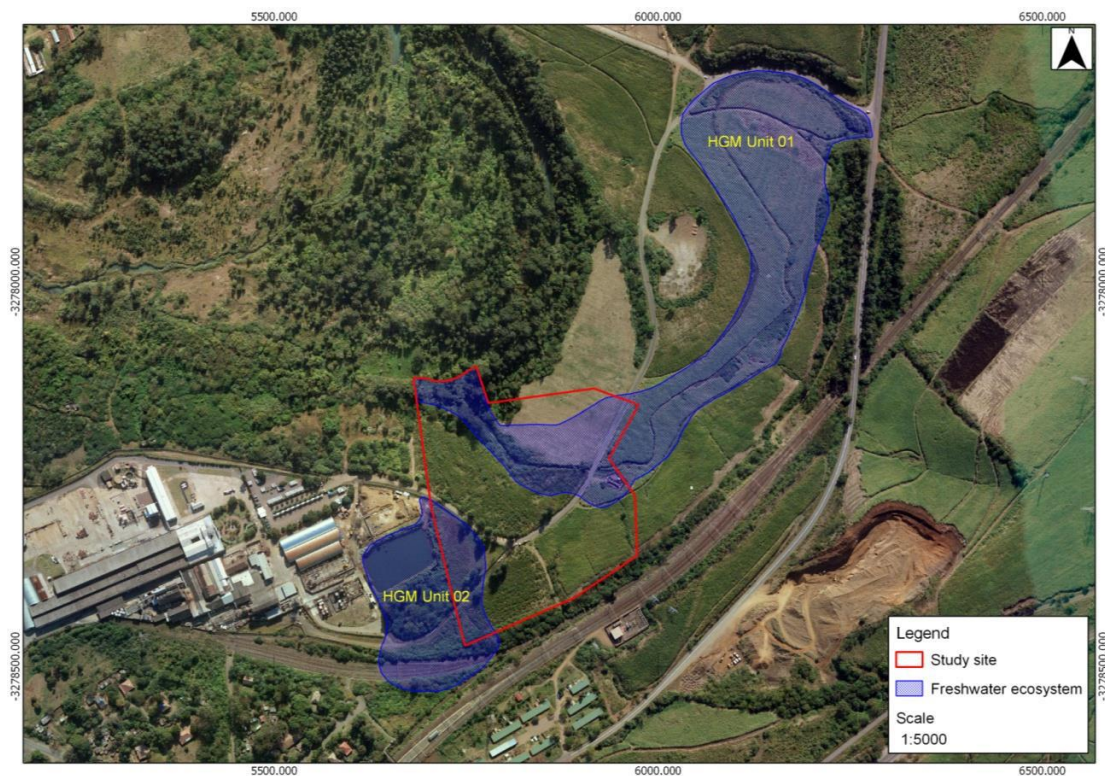 5500.000
6000.000
6500.000
N
HGM Unit 01
-3278000.000
-3278000.000
HGM Unit 02
-3278500.000
-3278500.000
Legend
Study site
Freshwater ecosystem
Scale
1:5000
5500.000
6000.000
6500.000